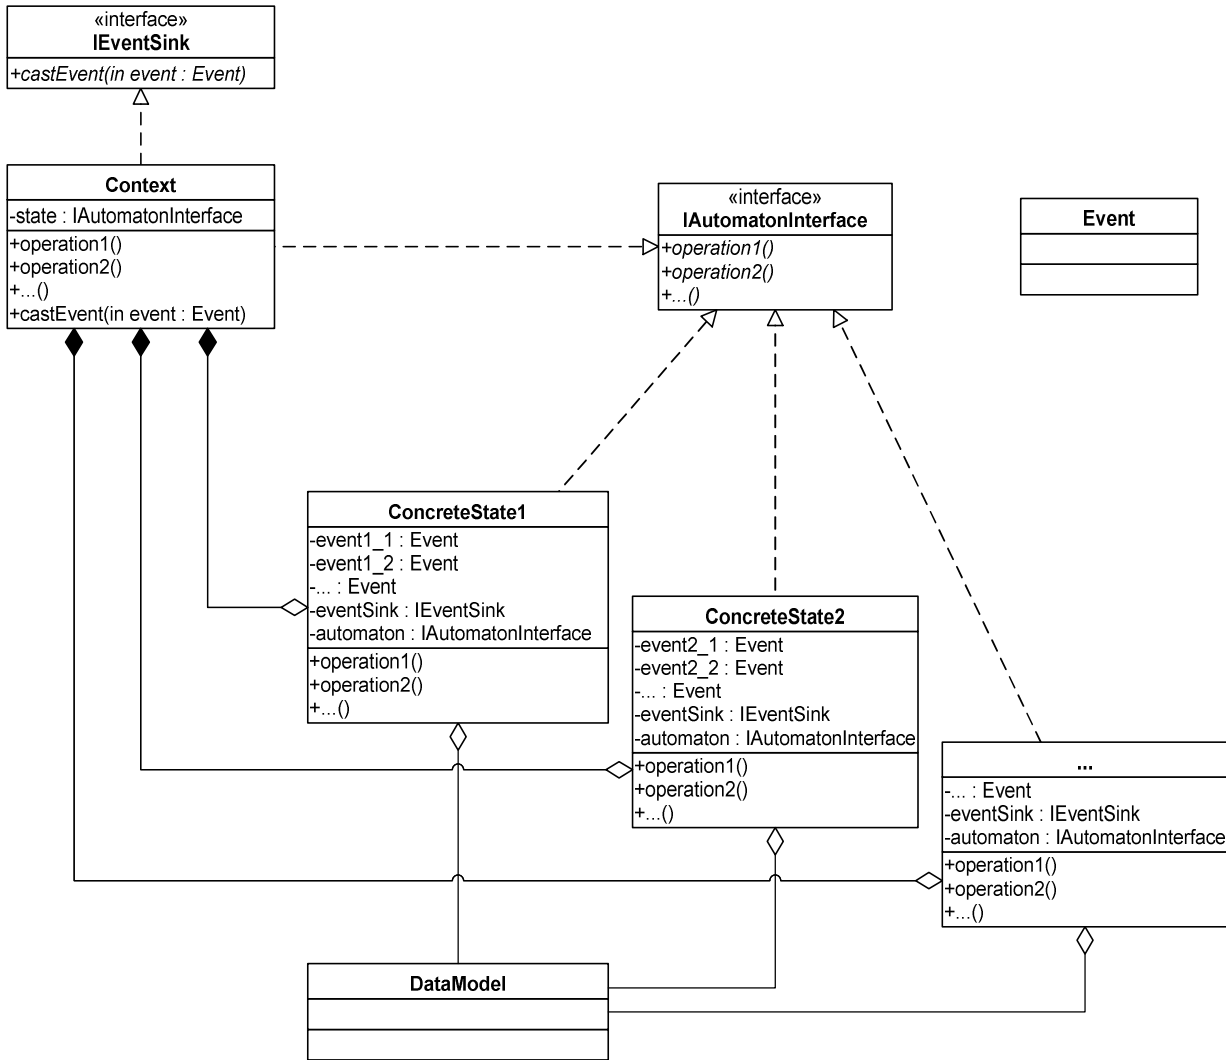 «interface»
IEventSink
+castEvent(in event : Event)
Context
-state : IAutomatonInterface
+operation1()
+operation2()
+...()
+castEvent(in event : Event)
«interface»
IAutomatonInterface
+operation1()
+operation2()
+...()
Event
ConcreteState1
-event1_1 : Event
-event1_2 : Event
-... : Event
-eventSink : IEventSink
-automaton : IAutomatonInterface
+operation1()
+operation2()
+...()
ConcreteState2
-event2_1 : Event
-event2_2 : Event
-... : Event
-eventSink : IEventSink
-automaton : IAutomatonInterface
+operation1()
+operation2()
+...()
...
-... : Event
-eventSink : IEventSink
-automaton : IAutomatonInterface
+operation1()
+operation2()
+...()
DataModel